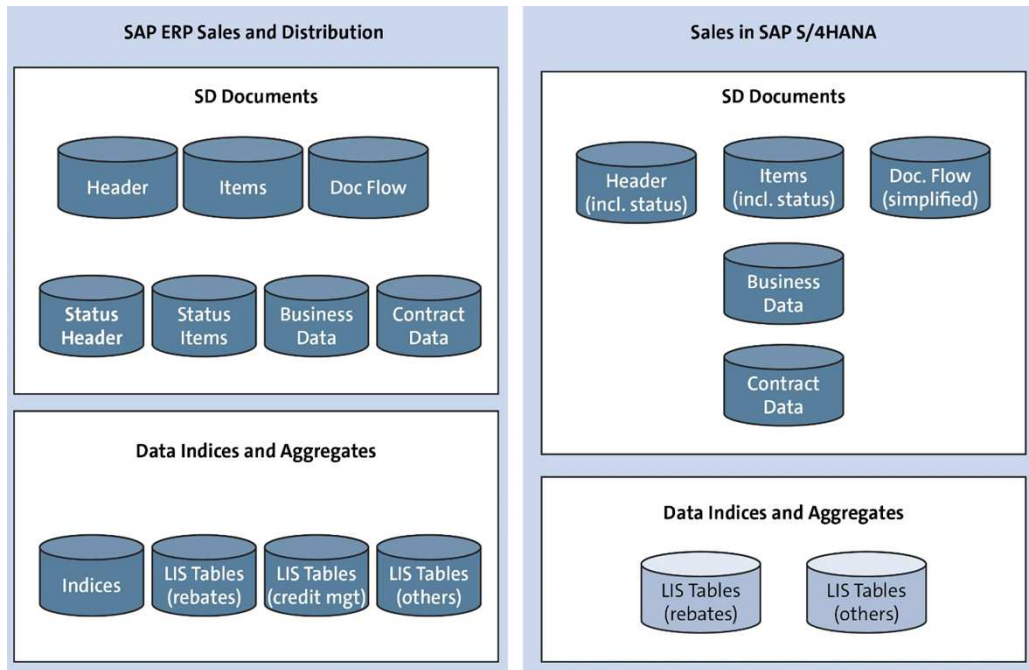 SAP ERP Sales and Distribution
SD Documents
Header
Items
Doc Flow
Status
Header
Status
Items
Business
Data
Contract
Data
Data Indices and Aggregates
Indices
LIS Tables
(rebates)
LIS Tables
(credit mgt)
LIS Tables
(others)
Sales in SAP S/4HANA
SD Documents
Header
(incl. status)
Items
(incl. status)
Doc. Flow
(simplified)
Business
Data
Contract
Data
Data Indices and Aggregates
LIS Tables
(rebates)
LIS Tables
(others)